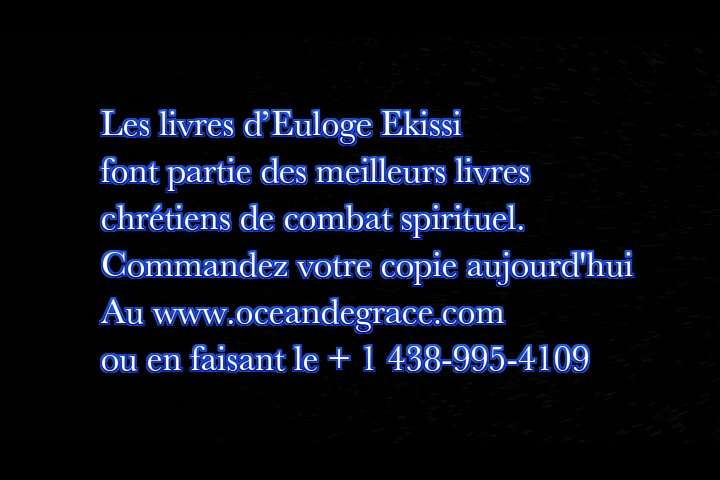 Les livres d’Euloge Ekissi
font partie des meilleurs livres
chrétiens de combat spirituel.
Commandez votre copie aujourd'hui
Au www.oceandegrace.com
ou en faisant le + 1 438-995-4109